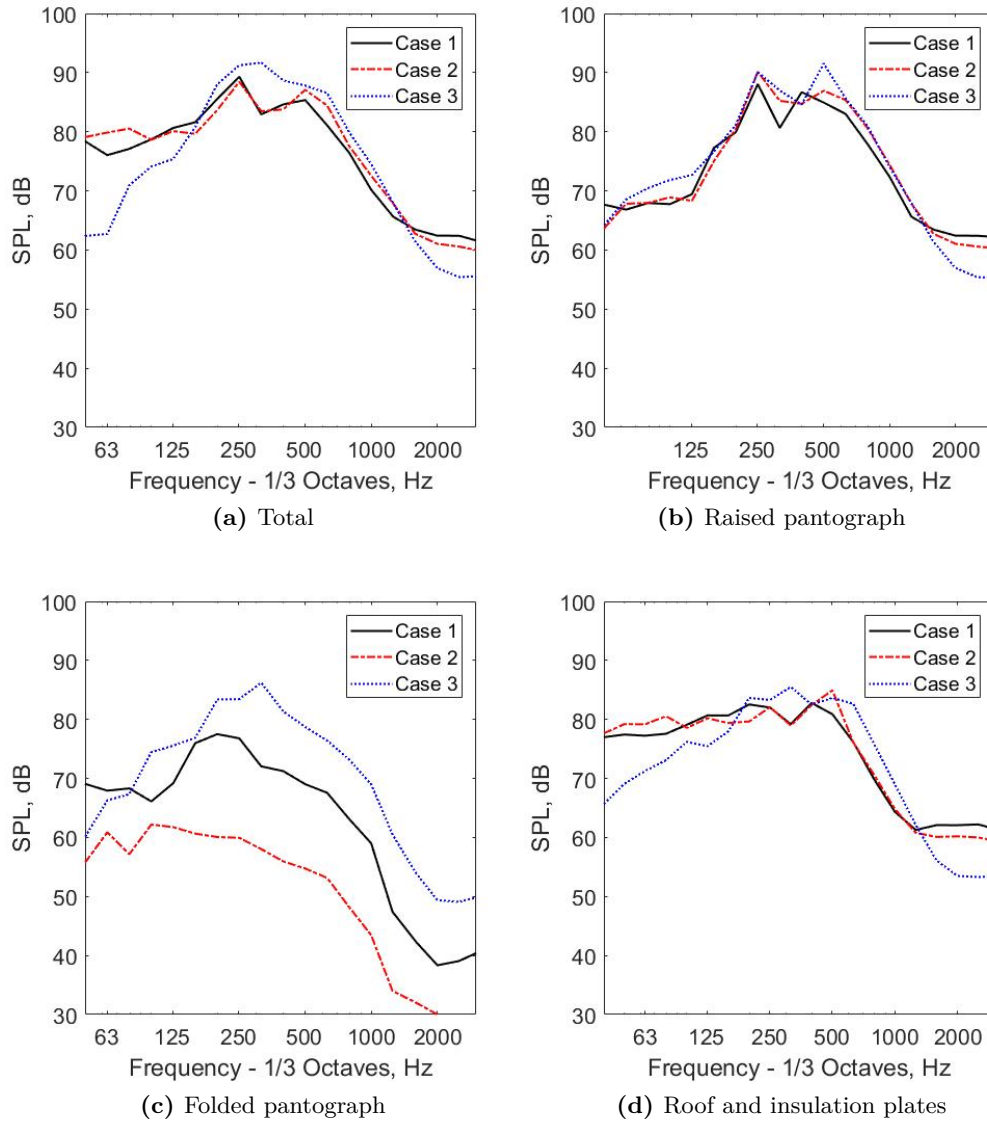 100
90
80
70
60
50
40
30
SPL, dB
Case 1
Case 2
Case 3
63 125 250 500 1000 2000
Frequency - 1/3 Octaves, Hz
(a) Total
100
90
80
70
60
50
40
30
SPL, dB
Case 1
Case 2
Case 3
125 250 500 1000 2000
Frequency - 1/3 Octaves, Hz
(b) Raised pantograph
100
90
80
70
60
50
40
30
SPL, dB
Case 1
Case 2
Case 3
63 125 250 500 1000 2000
Frequency - 1/3 Octaves, Hz
(c) Folded pantograph
100
90
80
70
60
50
40
30
SPL, dB
Case 1
Case 2
Case 3
63 125 250 500 1000 2000
Frequency - 1/3 Octaves, Hz
(d) Roof and insulation plates